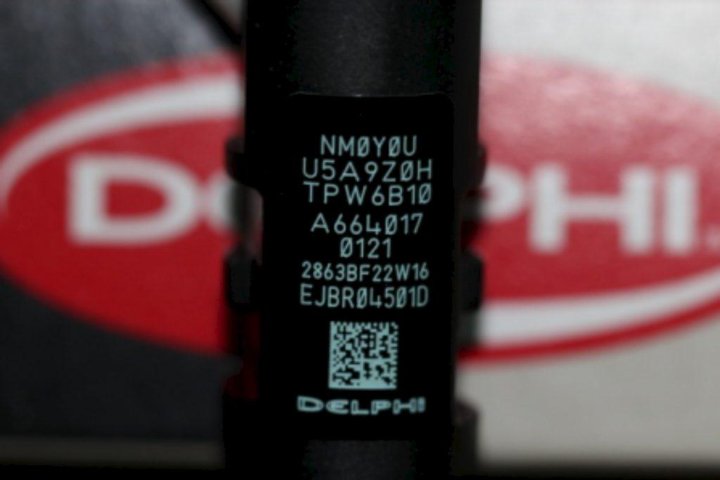 NM0Y0U
U5A9Z0H
TPW6B10
A664017
0121
2863BF22W16
EJBR04501D
DELPHI
DELPHI